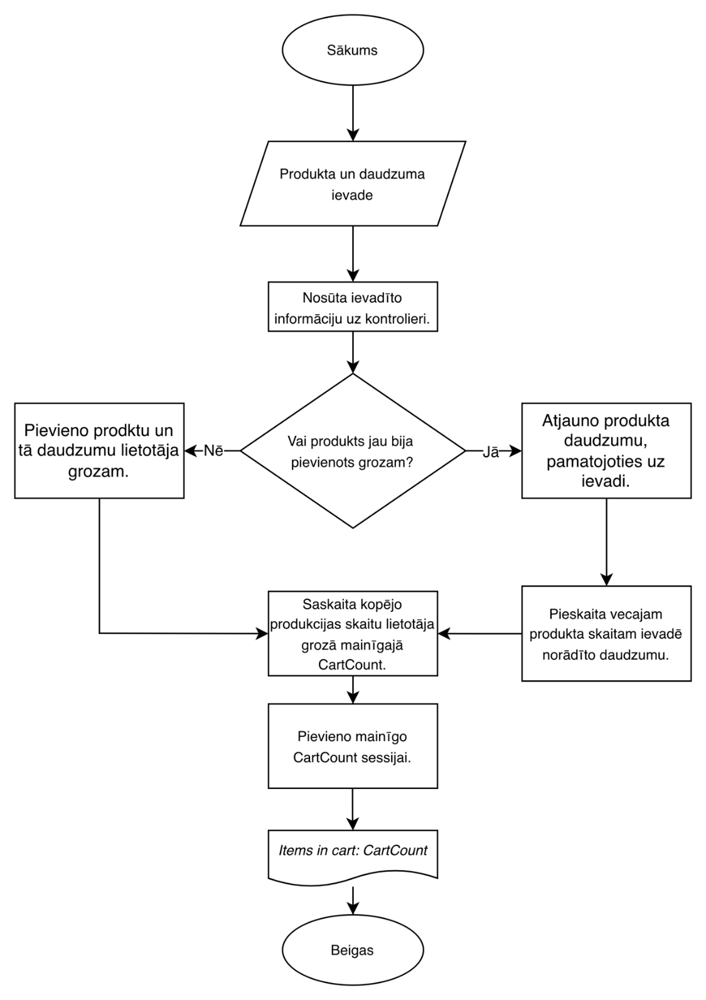 Sākums
Produkta un daudzuma
ievade
Nosūta ievadīto
informāciju uz kontrolieri.
Vai produkts jau bija
pievienots grozam?
Nē
Jā
Pievieno prodktu un
tā daudzumu lietotāja
grozam.
Atjauno produkta
daudzumu,
pamatojoties uz
ievadi.
Pieskaita vecajam
produkta skaitam ievadē
norādīto daudzumu.
Saskaita kopējo
produkcijas skaitu lietotāja
grozā mainīgajā
CartCount.
Pievieno mainīgo
CartCount sessijai.
Items in cart: CartCount
Beigas